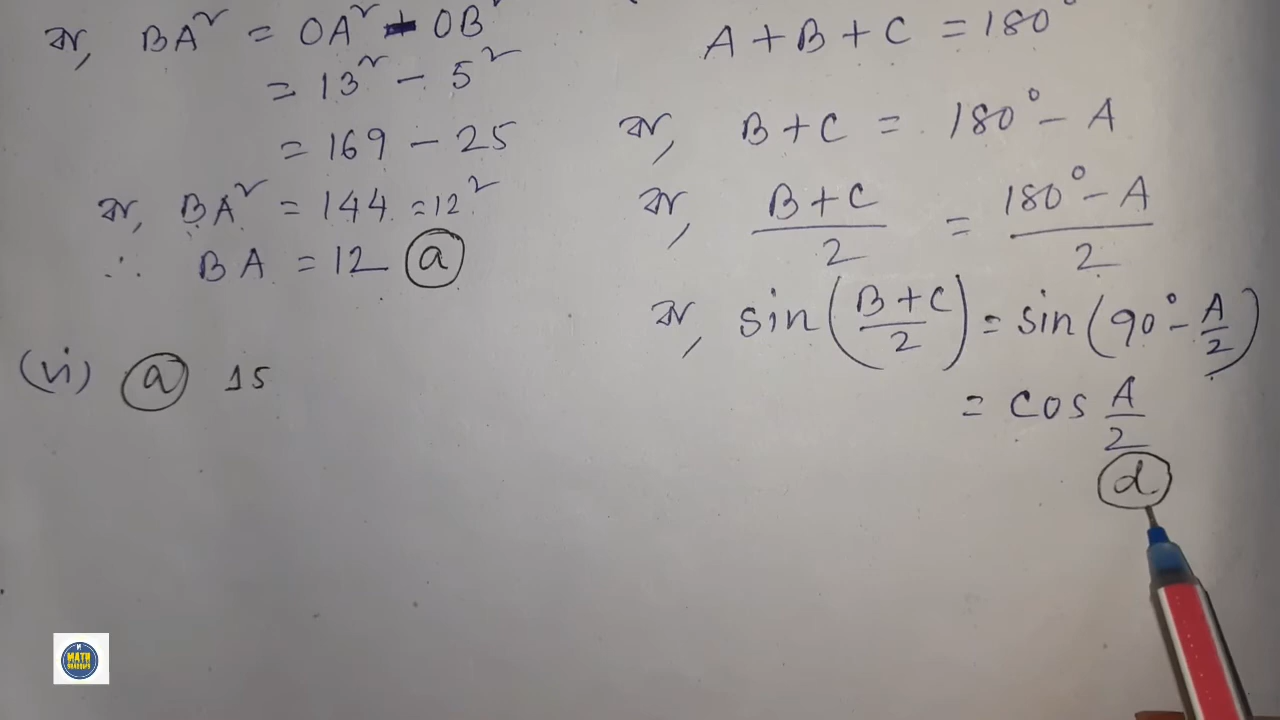 বা, BA² = OA² - OB²
= 13² - 5²
= 169 - 25
বা, BA² = 144 = 12²
∴ BA = 12 ⓐ
(vi) ⓐ 15
A + B + C = 180°
বা, B + C = 180° - A
বা, (B + C)/2 = (180° - A)/2
বা, sin((B + C)/2) = sin(90° - A/2)
= cos A/2
ⓓ
M
MATH